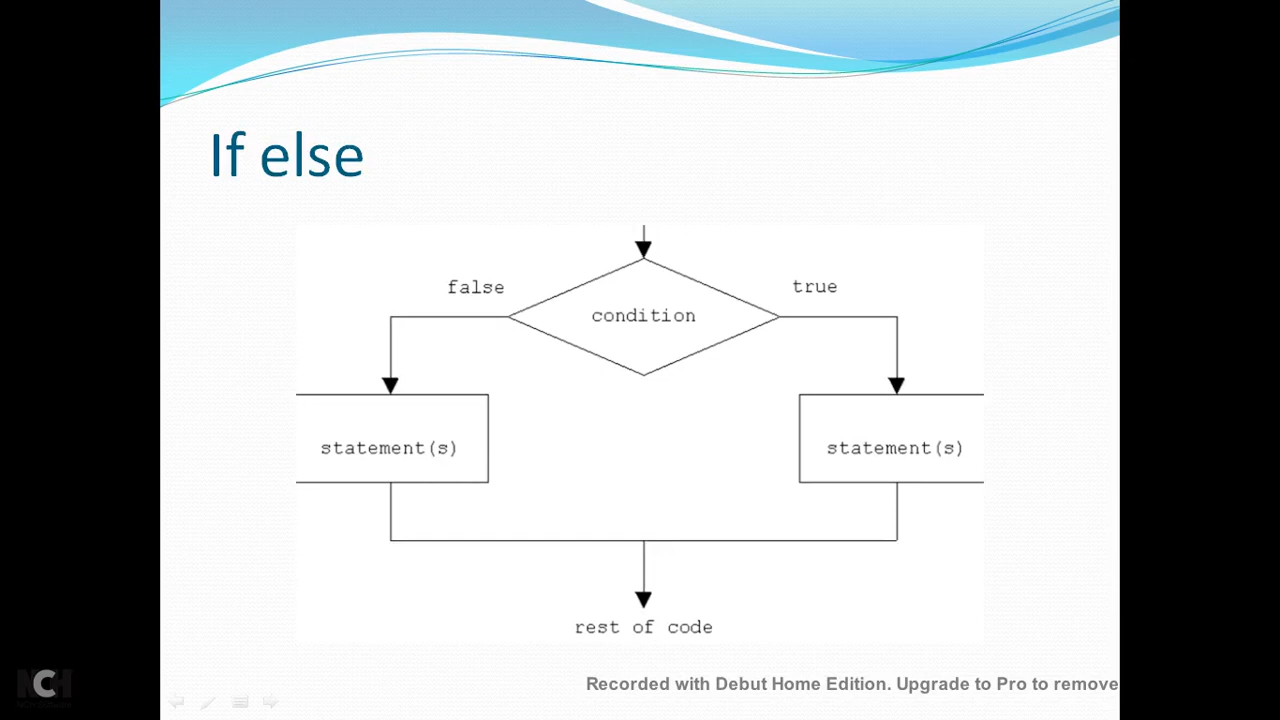 If else
false
true
condition
statement(s)
statement(s)
rest of code
Recorded with Debut Home Edition. Upgrade to Pro to remove
NCH